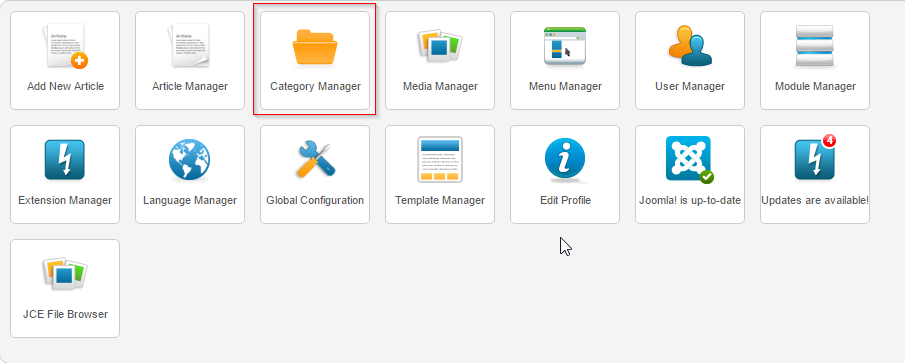 Add New Article
Article Manager
Category Manager
Media Manager
Menu Manager
User Manager
Module Manager
Extension Manager
Language Manager
Global Configuration
Template Manager
Edit Profile
Joomla! is up-to-date
4
Updates are available!
JCE File Browser